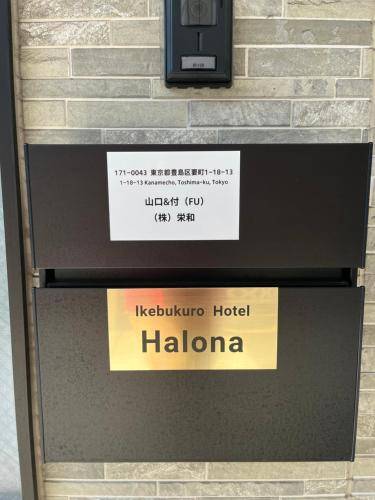 171-0043 東京都豊島区要町1-18-13
1-18-13 Kanamecho, Toshima-ku, Tokyo
山口&付（FU）
（株）栄和
Ikebukuro Hotel
Halona